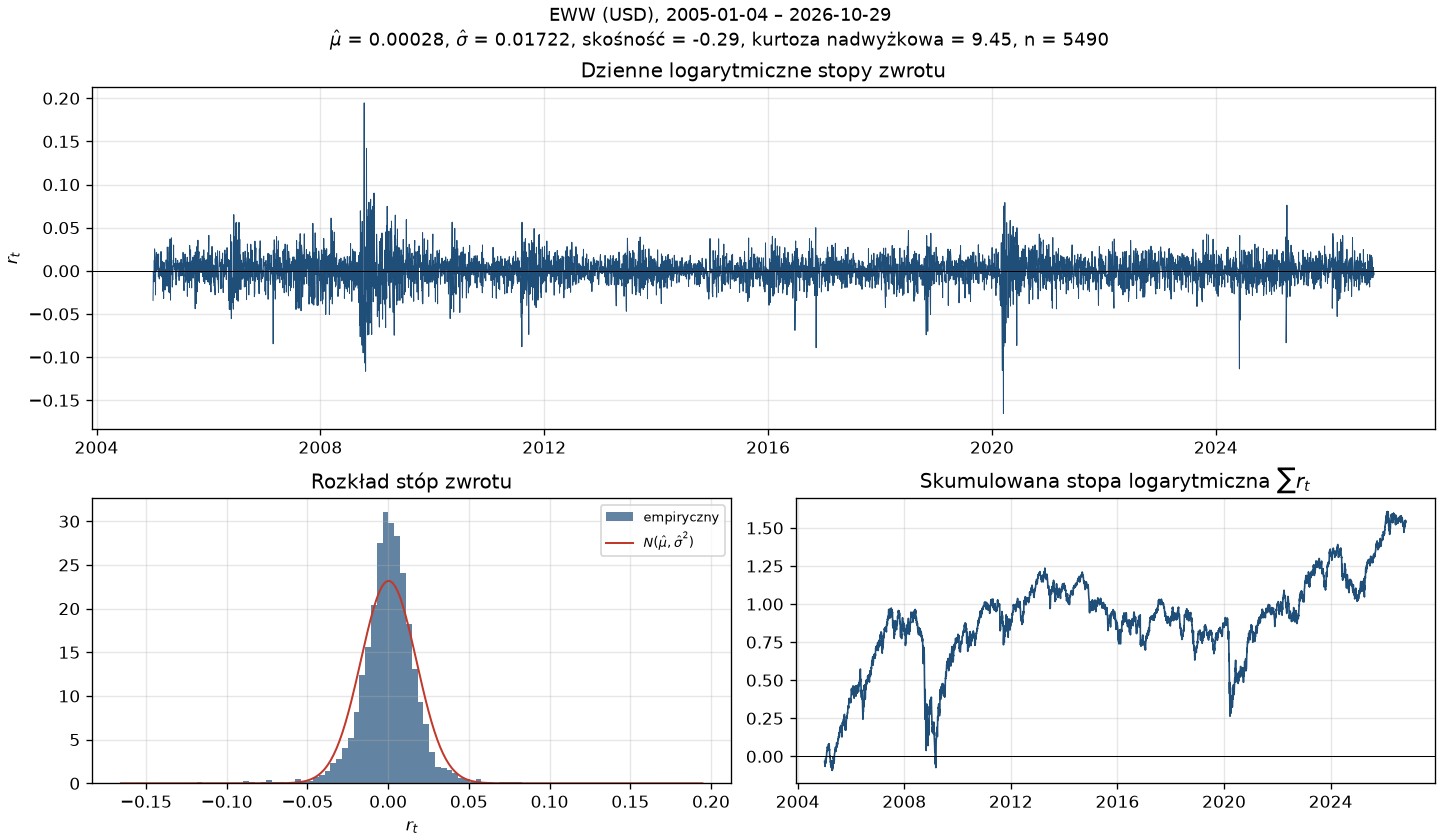 EWW (USD), 2005-01-04 – 2026-10-29
μ̂ = 0.00028, σ̂ = 0.01722, skośność = -0.29, kurtoza nadwyżkowa = 9.45, n = 5490
Dzienne logarytmiczne stopy zwrotu
0.20
0.15
0.10
0.05
0.00
−0.05
−0.10
−0.15
r_t
2004 2008 2012 2016 2020 2024
Rozkład stóp zwrotu
30
25
20
15
10
5
0
empiryczny
N(μ̂, σ̂²)
−0.15 −0.10 −0.05 0.00 0.05 0.10 0.15 0.20
r_t
Skumulowana stopa logarytmiczna ∑r_t
1.50
1.25
1.00
0.75
0.50
0.25
0.00
2004 2008 2012 2016 2020 2024